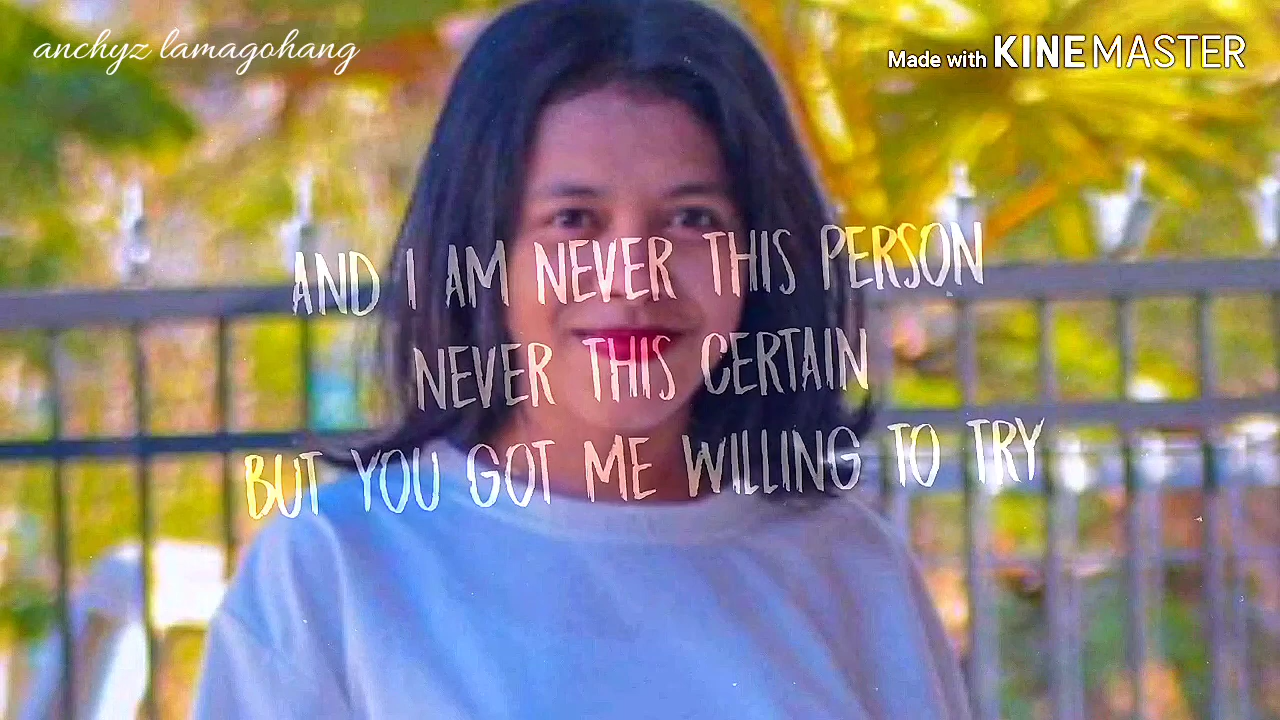 anchyz lamagohang
Made with KINEMASTER
AND I AM NEVER THIS PERSON
NEVER THIS CERTAIN
BUT YOU GOT ME WILLING TO TRY